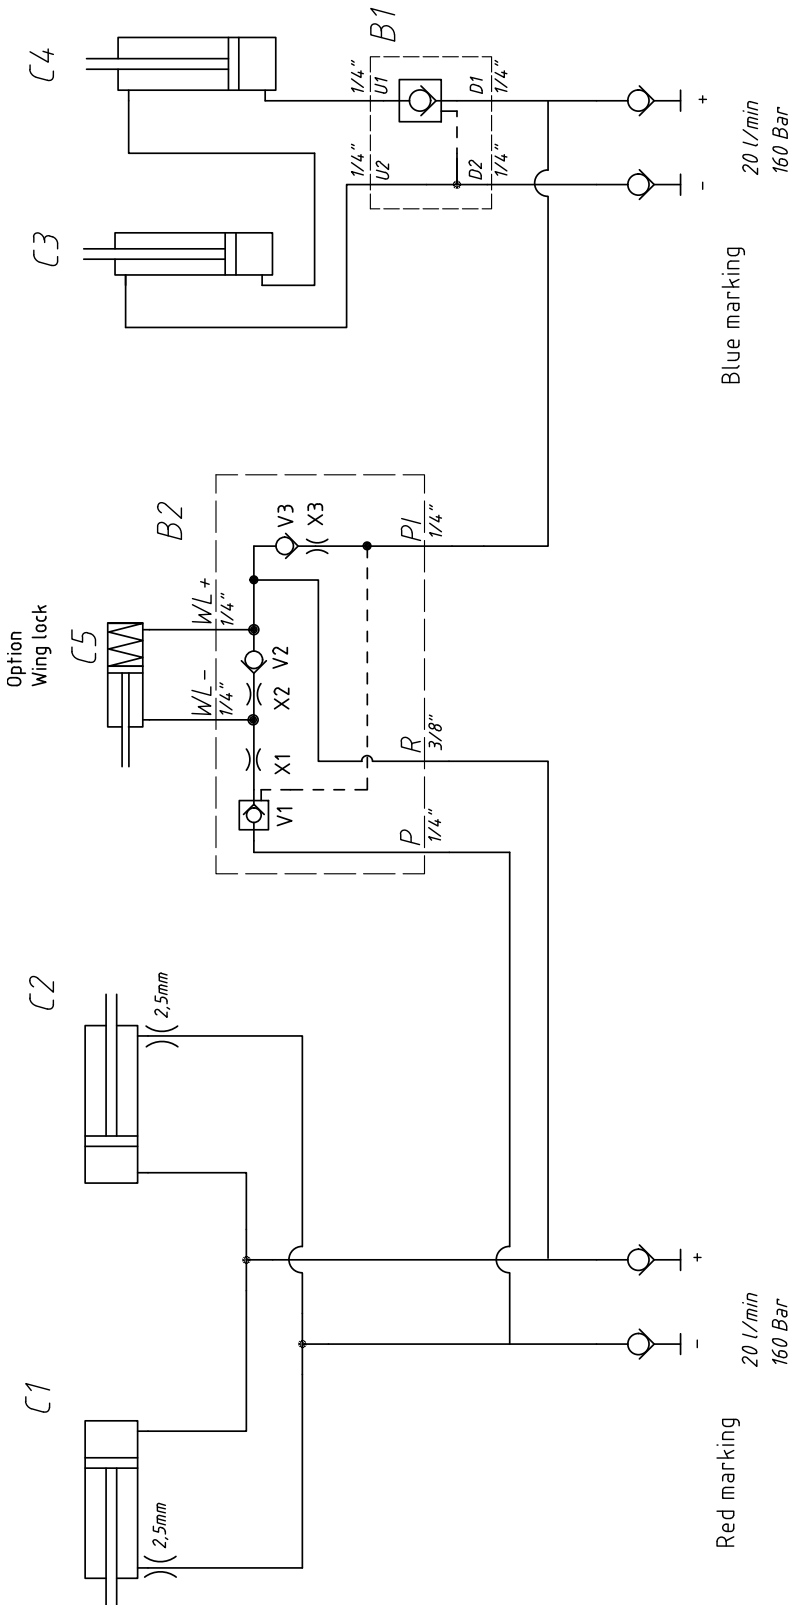 C4
B1
1/4"
U1
D1
1/4"
+
1/4"
U2
D2
1/4"
–
20 l/min
160 Bar
C3
Blue marking
B2
Option
Wing lock
C5
WL+
1/4"
WL-
1/4"
V3
X3
PI
1/4"
V2
X2
X1
V1
R
3/8"
P
1/4"
C2
2,5mm
C1
2,5mm
+
–
20 l/min
160 Bar
Red marking